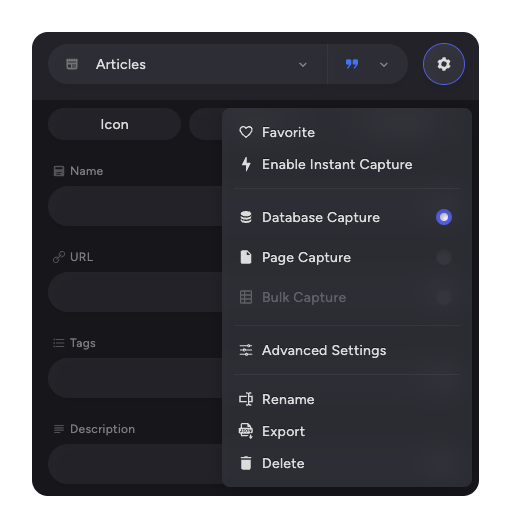 Articles
Icon
Favorite
Name
Enable Instant Capture
Database Capture
URL
Page Capture
Bulk Capture
Tags
Advanced Settings
Rename
Description
Export
Delete